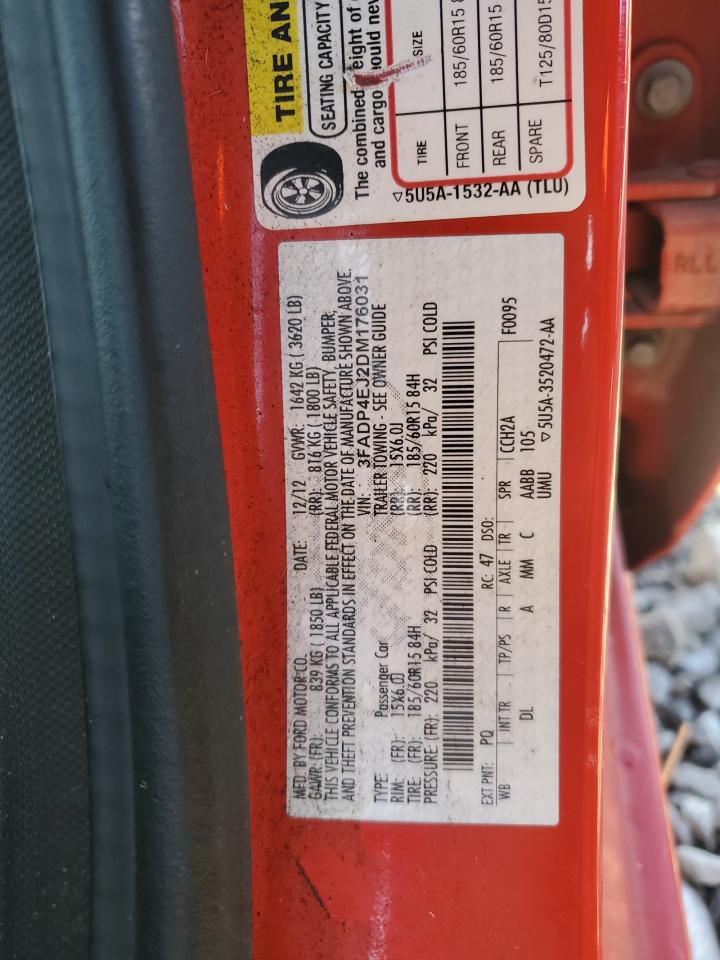 TIRE AN
SEATING CAPACITY
The combined
eight of
and cargo
ould nev
TIRE SIZE
FRONT 185/60R15 8
REAR 185/60R15
SPARE T125/80D15
▽5U5A-1532-AA (TLU)
MFD. BY FORD MOTOR CO. DATE: 12/12 GVWR: 1642 KG ( 3620 LB)
GAWR: (FR): 839 KG ( 1850 LB) (RR): 816 KG ( 1800 LB)
THIS VEHICLE CONFORMS TO ALL APPLICABLE FEDERAL MOTOR VEHICLE SAFETY, BUMPER,
AND THEFT PREVENTION STANDARDS IN EFFECT ON THE DATE OF MANUFACTURE SHOWN ABOVE.
VIN: 3FADP4EJ2DM176031
TYPE: Passenger Car TRAILER TOWING - SEE OWNER GUIDE
RIM: (FR): 15X6.0J (RR): 15X6.0J
TIRE: (FR): 185/60R15 84H (RR): 185/60R15 84H
PRESSURE (FR): 220 kPa/ 32 PSI COLD (RR): 220 kPa/ 32 PSI COLD
EXT PNT: PQ RC: 47 DSO: F0095
WB INT TR TP/PS R AXLE TR SPR CCH2A
DL A MM C AABB 105
UMU ▽5U5A-3520472-AA
RLL